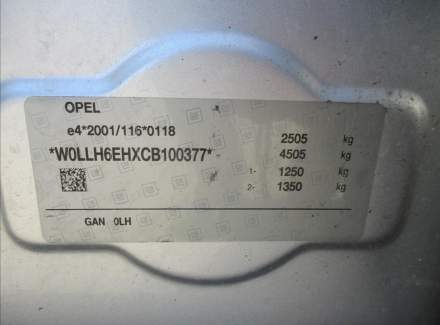 OPEL
e4*2001/116*0118
*W0LLH6EHXCB100377*
2505 kg
4505 kg
1- 1250 kg
2- 1350 kg
GAN 0LH